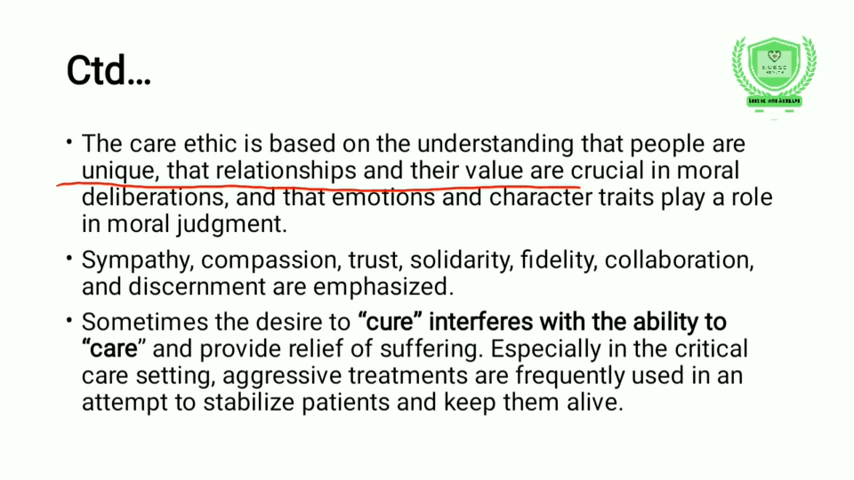 Ctd...
• The care ethic is based on the understanding that people are
unique, that relationships and their value are crucial in moral
deliberations, and that emotions and character traits play a role
in moral judgment.
• Sympathy, compassion, trust, solidarity, fidelity, collaboration,
and discernment are emphasized.
• Sometimes the desire to “cure” interferes with the ability to
“care” and provide relief of suffering. Especially in the critical
care setting, aggressive treatments are frequently used in an
attempt to stabilize patients and keep them alive.